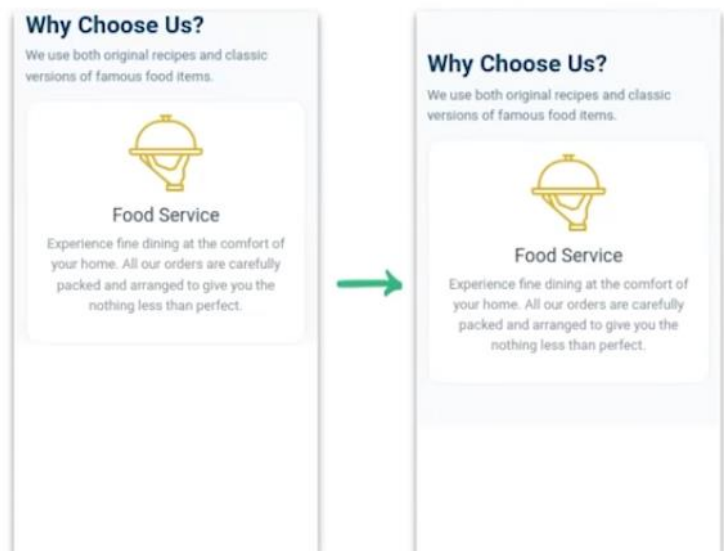 Why Choose Us?
We use both original recipes and classic
versions of famous food items.
Food Service
Experience fine dining at the comfort of
your home. All our orders are carefully
packed and arranged to give you the
nothing less than perfect.
Why Choose Us?
We use both original recipes and classic
versions of famous food items.
Food Service
Experience fine dining at the comfort of
your home. All our orders are carefully
packed and arranged to give you the
nothing less than perfect.